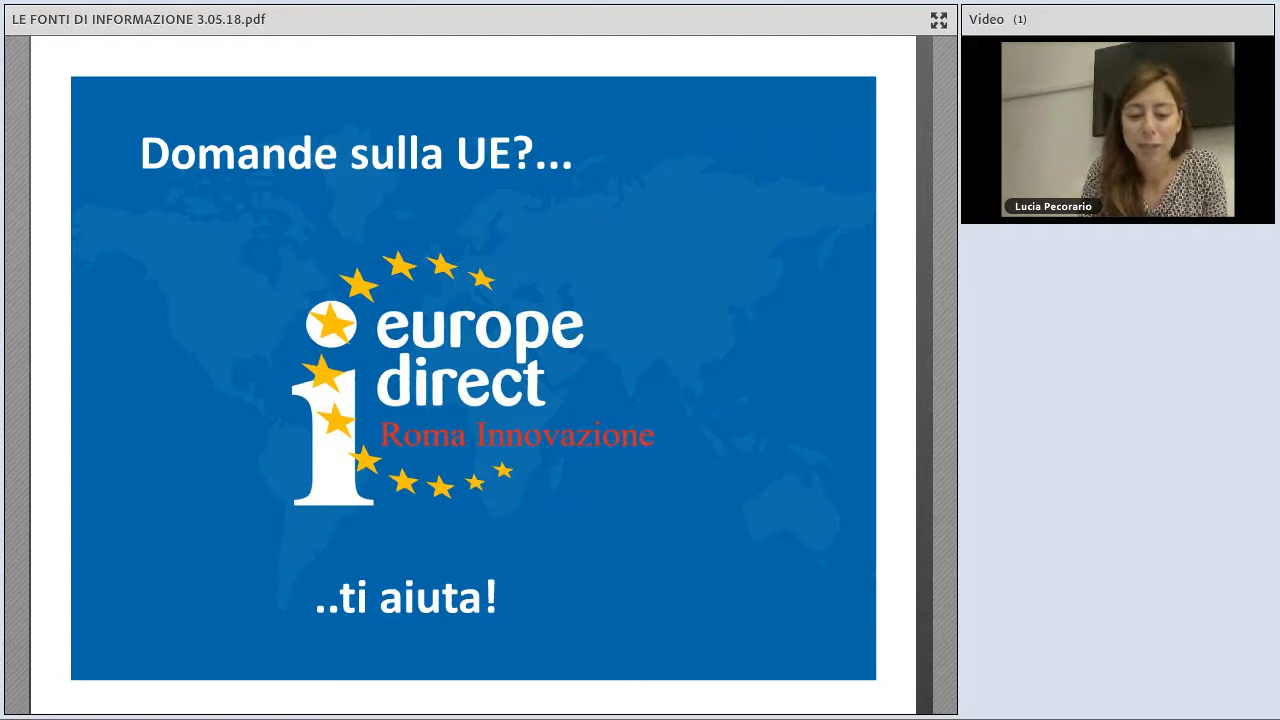 LE FONTI DI INFORMAZIONE 3.05.18.pdf
Video (1)
Domande sulla UE?...
europe
direct
Roma Innovazione
..ti aiuta!
Lucia Pecorario